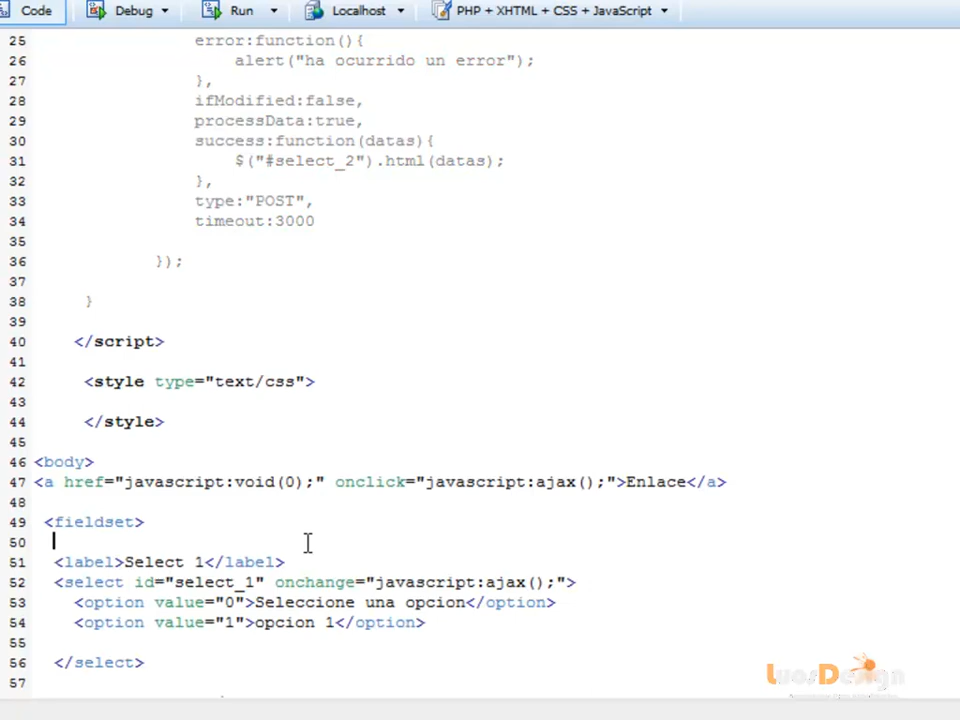 Code Debug Run Localhost PHP + XHTML + CSS + JavaScript
25 error:function(){
26 alert("ha ocurrido un error");
27 },
28 ifModified:false,
29 processData:true,
30 success:function(datas){
31 $("#select_2").html(datas);
32 },
33 type:"POST",
34 timeout:3000
35
36 });
37
38 }
39
40 </script>
41
42 <style type="text/css">
43
44 </style>
45
46 <body>
47 <a href="javascript:void(0);" onclick="javascript:ajax();">Enlace</a>
48
49 <fieldset>
50
51 <label>Select 1</label>
52 <select id="select_1" onchange="javascript:ajax();">
53 <option value="0">Seleccione una opcion</option>
54 <option value="1">opcion 1</option>
55
56 </select>
57
LuosDesign